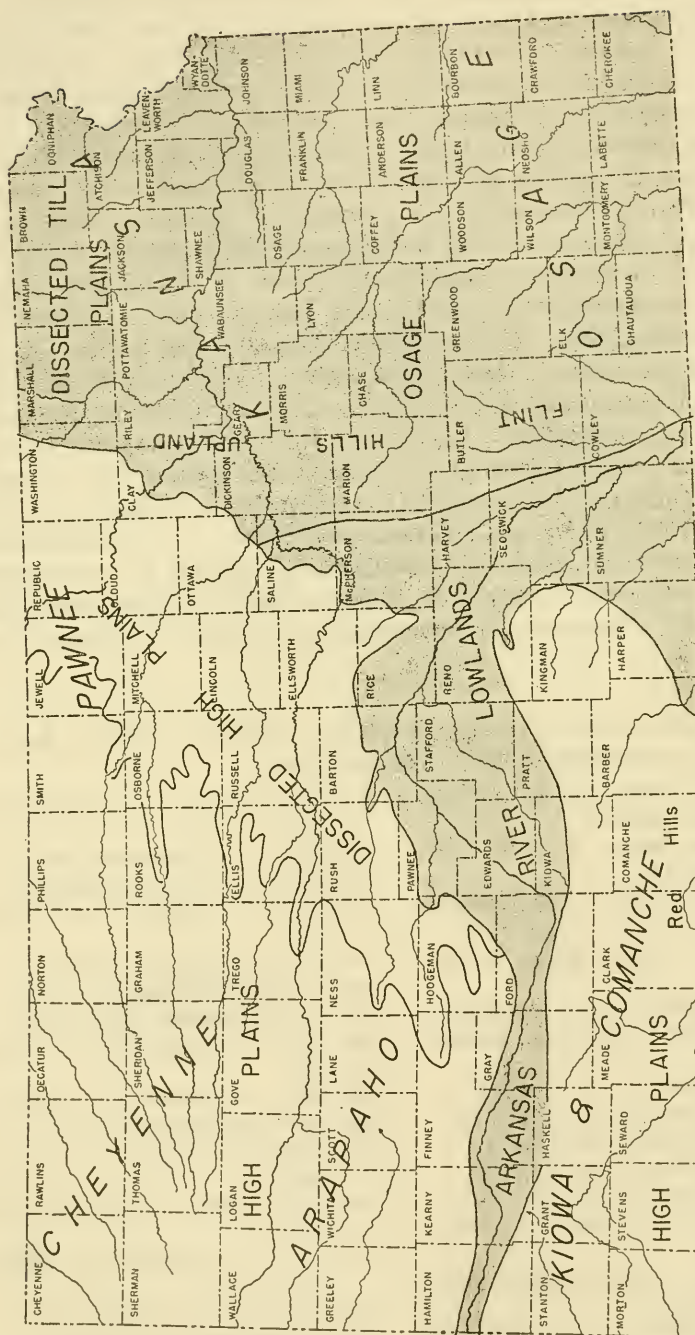 CHEYENNE
RAWLINS
DECATUR
NORTON
PHILLIPS
SMITH
JEWELL
REPUBLIC
WASHINGTON
MARSHALL
NEMAHA
BROWN
DONIPHAN
SHERMAN
THOMAS
SHERIDAN
GRAHAM
ROOKS
OSBORNE
MITCHELL
CLOUD
CLAY
RILEY
POTTAWATOMIE
JACKSON
ATCHISON
JEFFERSON
LEAVEN-
WORTH
WYAN-
DOTTE
WALLACE
LOGAN
GOVE
TREGO
ELLIS
RUSSELL
LINCOLN
OTTAWA
DICKINSON
GEARY
WABAUNSEE
SHAWNEE
DOUGLAS
JOHNSON
GREELEY
WICHITA
SCOTT
LANE
NESS
RUSH
BARTON
ELLSWORTH
SALINE
MORRIS
LYON
OSAGE
FRANKLIN
MIAMI
HAMILTON
KEARNY
FINNEY
HODGEMAN
PAWNEE
RICE
McPHERSON
MARION
CHASE
COFFEY
ANDERSON
LINN
GRAY
FORD
EDWARDS
STAFFORD
RENO
HARVEY
BUTLER
GREENWOOD
WOODSON
ALLEN
BOURBON
STANTON
GRANT
HASKELL
KIOWA
PRATT
KINGMAN
SEDGWICK
ELK
WILSON
NEOSHO
CRAWFORD
MORTON
STEVENS
SEWARD
MEADE
CLARK
COMANCHE
BARBER
HARPER
SUMNER
COWLEY
CHAUTAUQUA
MONTGOMERY
LABETTE
CHEROKEE
CHEYENNE
PAWNEE
KANSA
ARAPAHO
OSAGE
KIOWA & COMANCHE
DISSECTED TILL
PLAINS
HIGH PLAINS
DISSECTED HIGH PLAINS
FLINT HILLS UPLAND
OSAGE PLAINS
ARKANSAS RIVER LOWLANDS
HIGH PLAINS
Red Hills